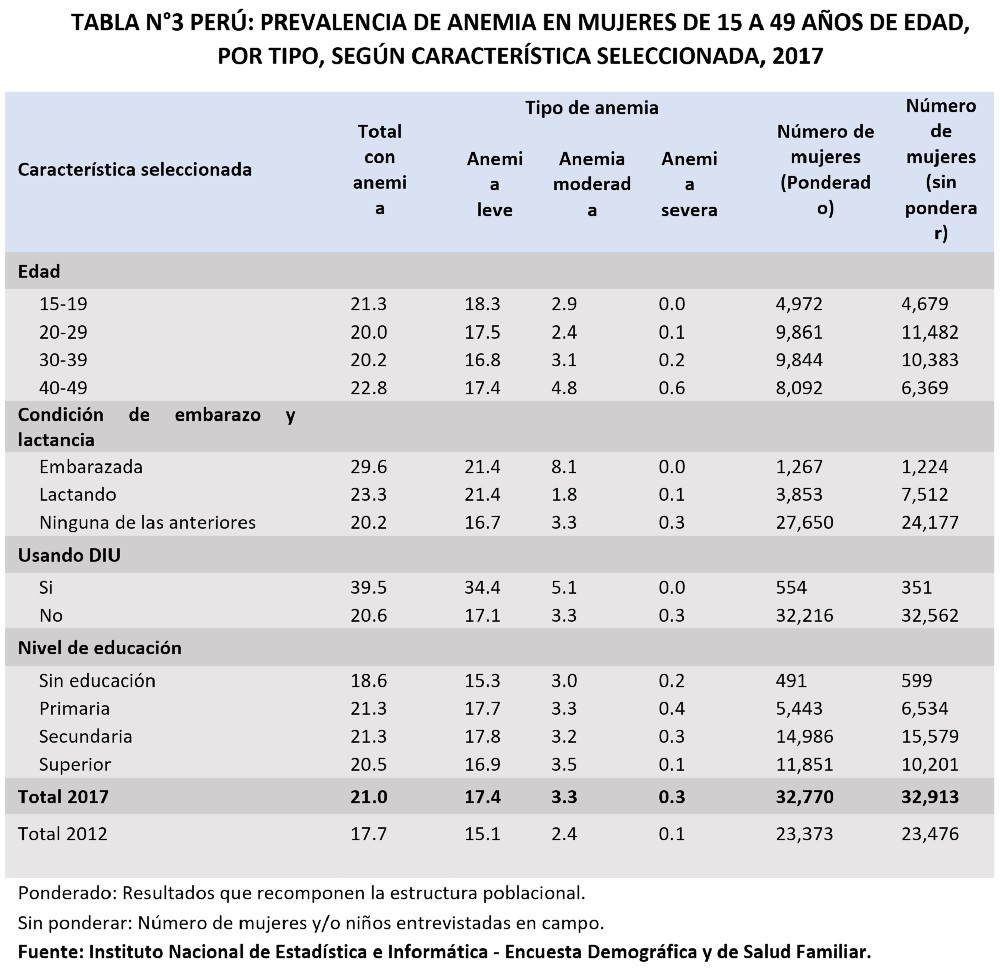 TABLA N°3 PERÚ: PREVALENCIA DE ANEMIA EN MUJERES DE 15 A 49 AÑOS DE EDAD,
POR TIPO, SEGÚN CARACTERÍSTICA SELECCIONADA, 2017
Característica seleccionada
Total
con
anemi
a
Tipo de anemia
Anemi
a
leve
Anemia
moderad
a
Anemi
a
severa
Número de
mujeres
(Ponderad
o)
Número
de
mujeres
(sin
pondera
r)
Edad
15-19 21.3 18.3 2.9 0.0 4,972 4,679
20-29 20.0 17.5 2.4 0.1 9,861 11,482
30-39 20.2 16.8 3.1 0.2 9,844 10,383
40-49 22.8 17.4 4.8 0.6 8,092 6,369
Condición de embarazo y
lactancia
Embarazada 29.6 21.4 8.1 0.0 1,267 1,224
Lactando 23.3 21.4 1.8 0.1 3,853 7,512
Ninguna de las anteriores 20.2 16.7 3.3 0.3 27,650 24,177
Usando DIU
Si 39.5 34.4 5.1 0.0 554 351
No 20.6 17.1 3.3 0.3 32,216 32,562
Nivel de educación
Sin educación 18.6 15.3 3.0 0.2 491 599
Primaria 21.3 17.7 3.3 0.4 5,443 6,534
Secundaria 21.3 17.8 3.2 0.3 14,986 15,579
Superior 20.5 16.9 3.5 0.1 11,851 10,201
Total 2017 21.0 17.4 3.3 0.3 32,770 32,913
Total 2012 17.7 15.1 2.4 0.1 23,373 23,476
Ponderado: Resultados que recomponen la estructura poblacional.
Sin ponderar: Número de mujeres y/o niños entrevistadas en campo.
Fuente: Instituto Nacional de Estadística e Informática - Encuesta Demográfica y de Salud Familiar.